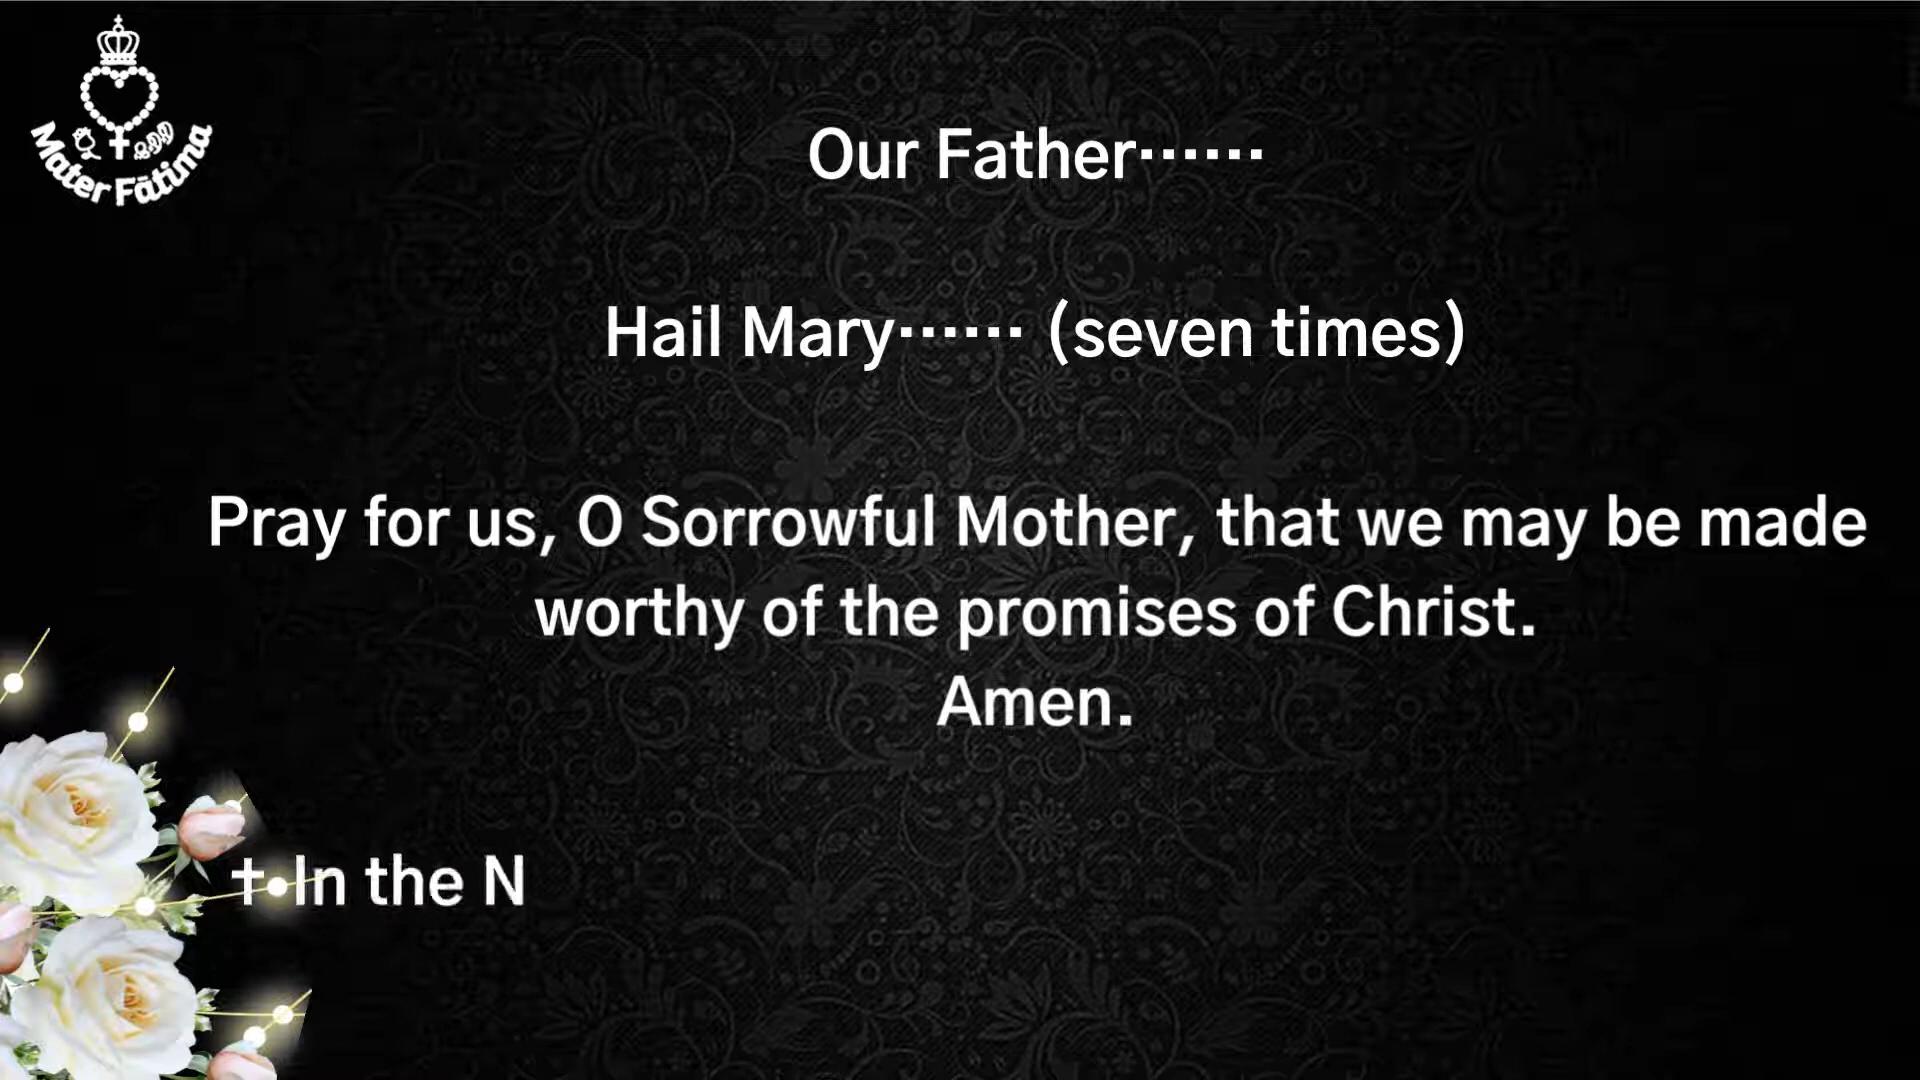 Mater Fátima
Our Father······
Hail Mary······ (seven times)
Pray for us, O Sorrowful Mother, that we may be made
worthy of the promises of Christ.
Amen.
✝ In the N